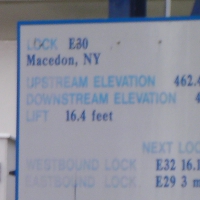 LOCK E30
Macedon, NY
UPSTREAM ELEVATION 462.
DOWNSTREAM ELEVATION 4
LIFT 16.4 feet
NEXT LOC
WESTBOUND LOCK E32 16.1
EASTBOUND LOCK E29 3 m